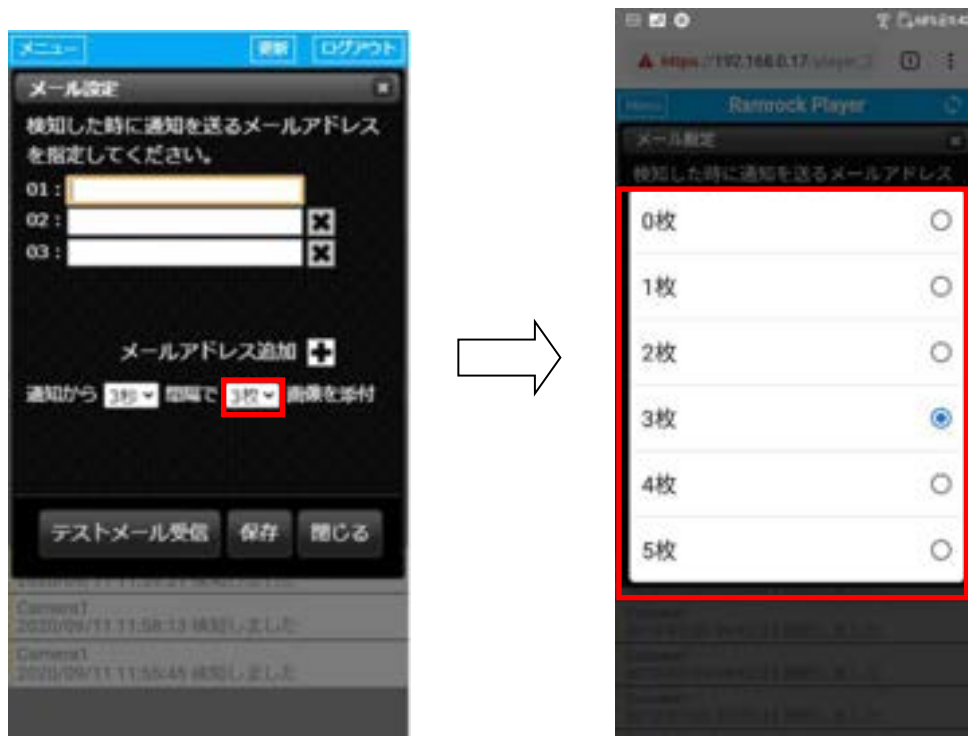 メニュー 更新 ログアウト
メール設定
検知した時に通知を送るメールアドレス
を指定してください。
01 :
02 :
03 :
メールアドレス追加
通知から 3秒 間隔で 3枚 画像を添付
テストメール受信 保存 閉じる
Camera1
2020/09/11 11:58:13 検知しました
Camera1
2020/09/11 11:55:45 検知しました
https://192.168.0.17
Menu Ramrock Player
メール設定
検知した時に通知を送るメールアドレス
0枚
1枚
2枚
3枚
4枚
5枚